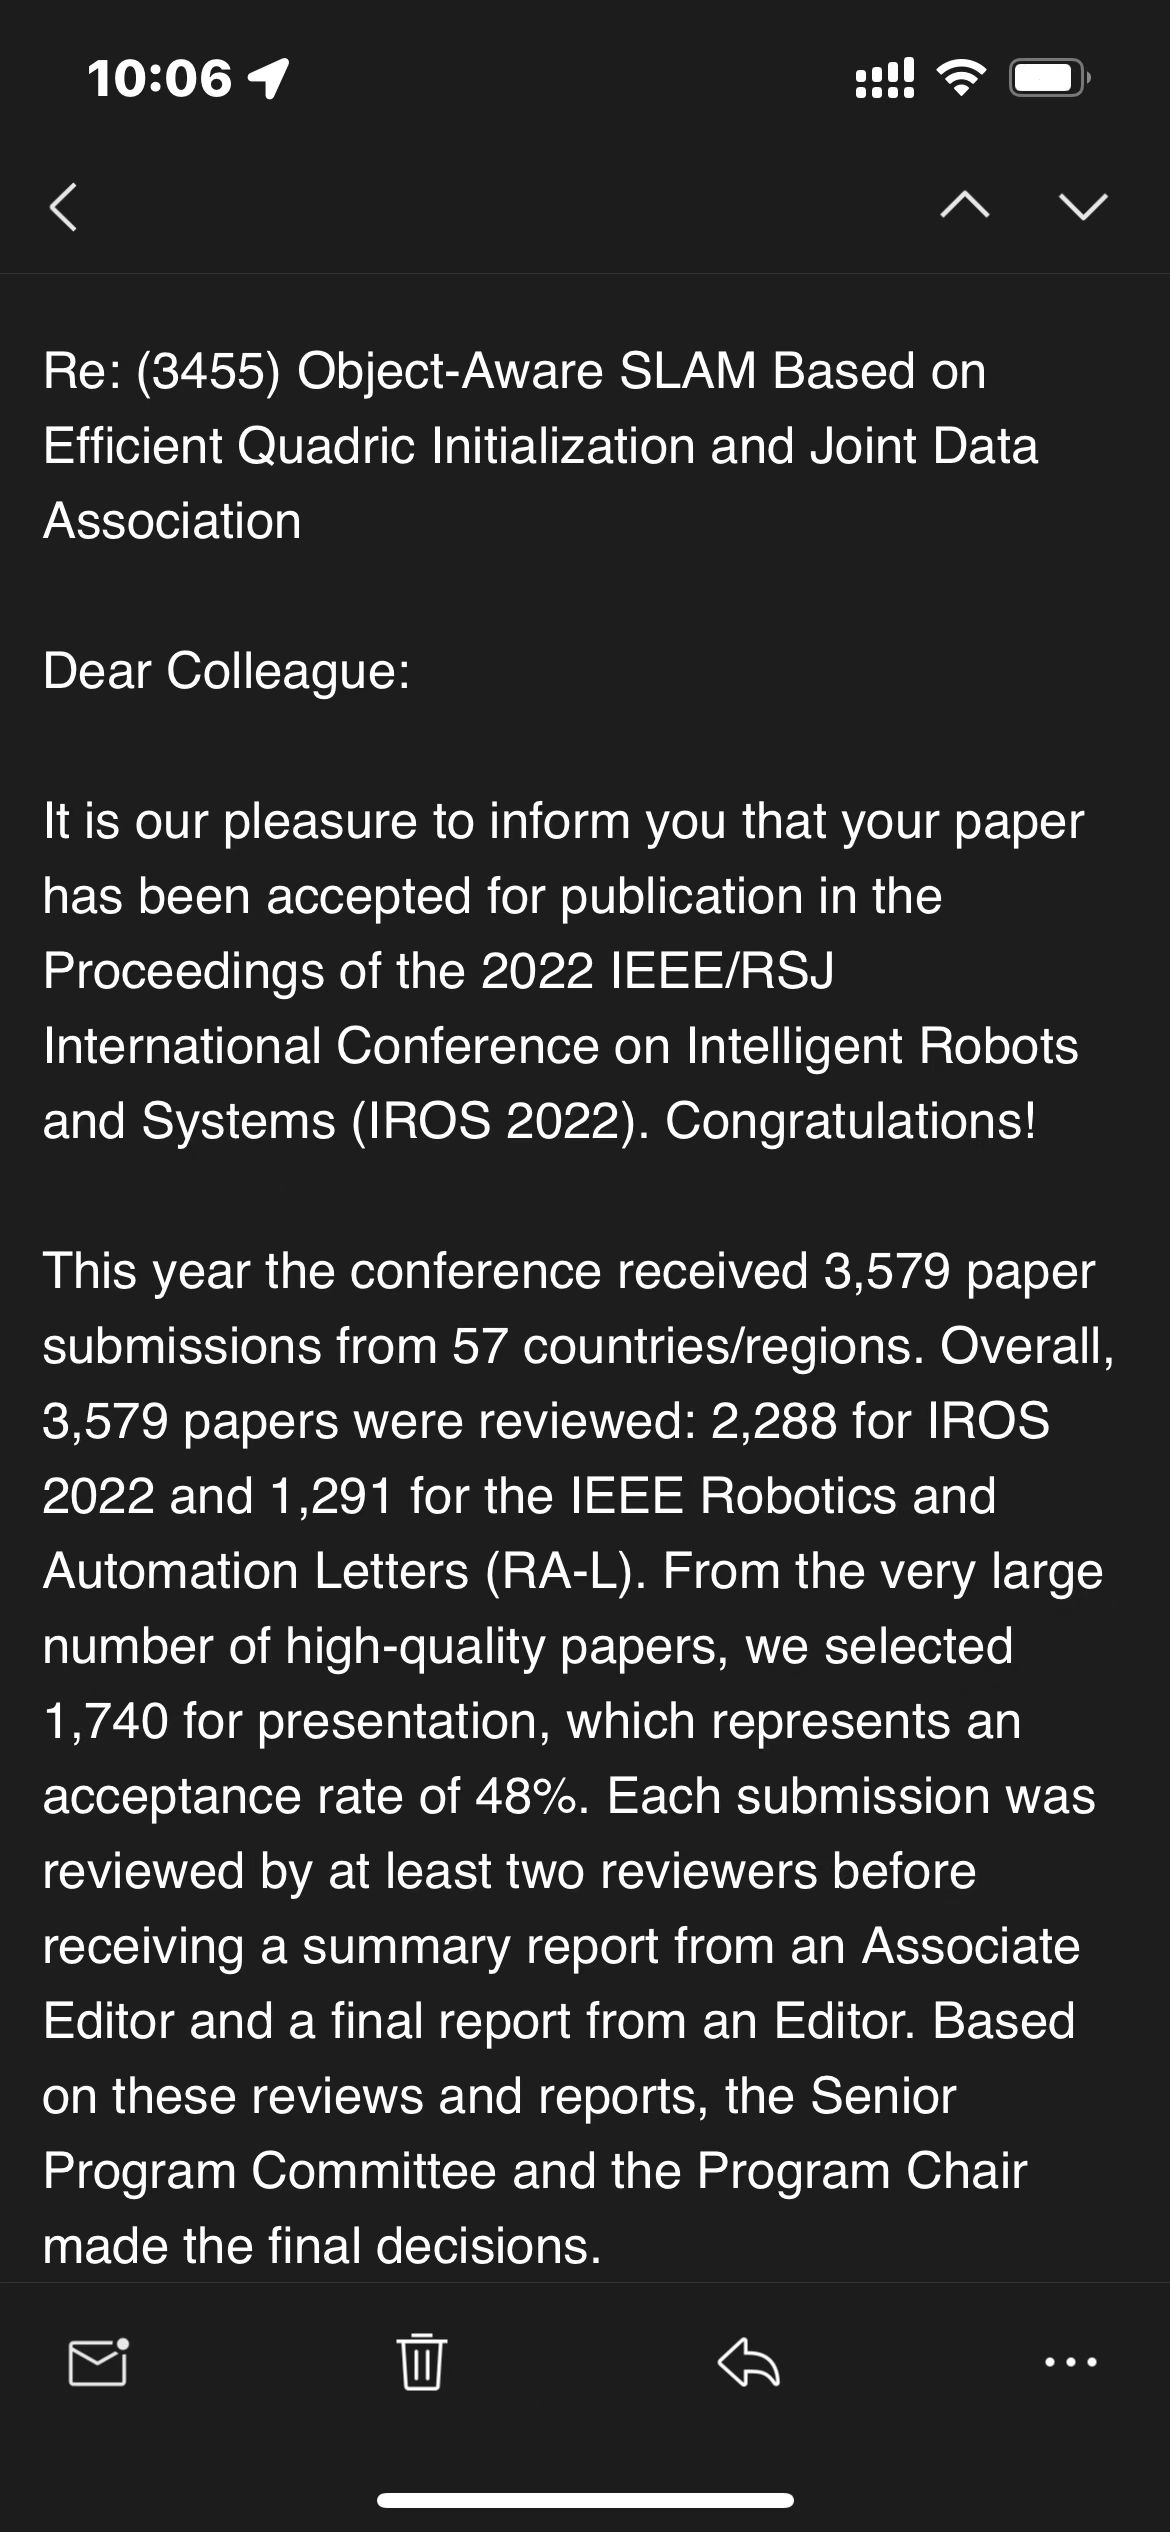 10:06
Re: (3455) Object-Aware SLAM Based on
Efficient Quadric Initialization and Joint Data
Association
Dear Colleague:
It is our pleasure to inform you that your paper
has been accepted for publication in the
Proceedings of the 2022 IEEE/RSJ
International Conference on Intelligent Robots
and Systems (IROS 2022). Congratulations!
This year the conference received 3,579 paper
submissions from 57 countries/regions. Overall,
3,579 papers were reviewed: 2,288 for IROS
2022 and 1,291 for the IEEE Robotics and
Automation Letters (RA-L). From the very large
number of high-quality papers, we selected
1,740 for presentation, which represents an
acceptance rate of 48%. Each submission was
reviewed by at least two reviewers before
receiving a summary report from an Associate
Editor and a final report from an Editor. Based
on these reviews and reports, the Senior
Program Committee and the Program Chair
made the final decisions.